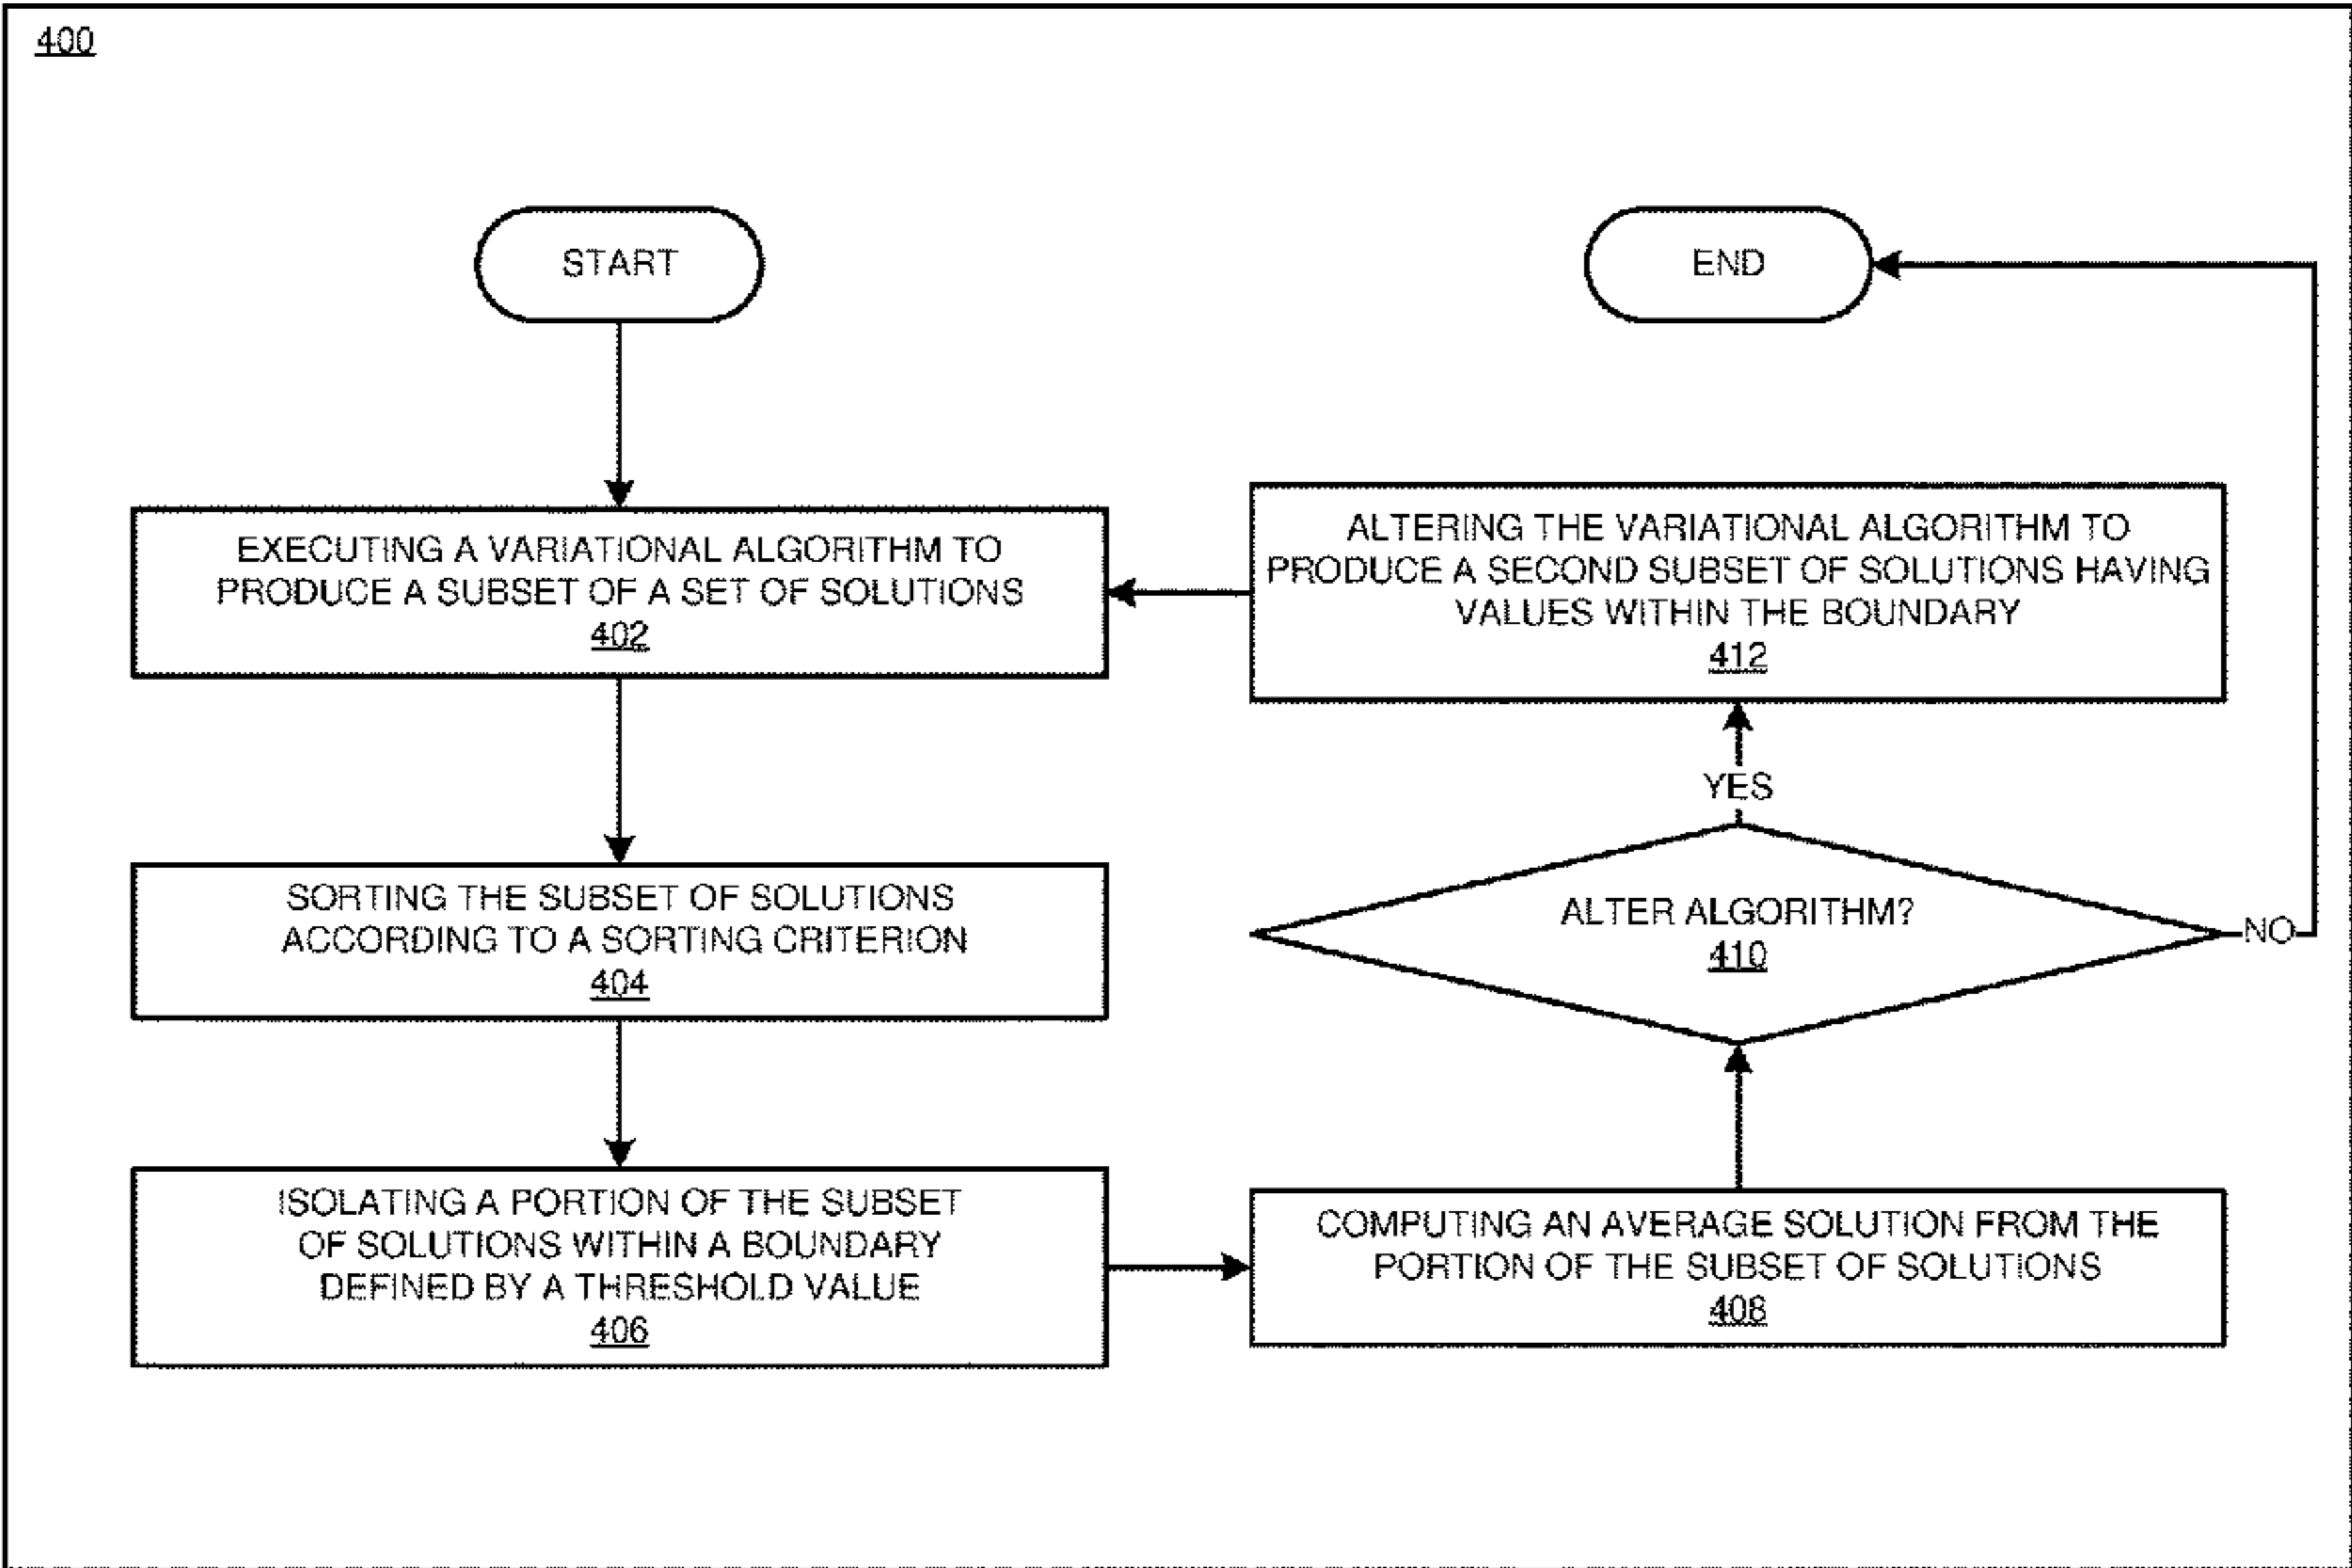 400
START
END
EXECUTING A VARIATIONAL ALGORITHM TO
PRODUCE A SUBSET OF A SET OF SOLUTIONS
402
SORTING THE SUBSET OF SOLUTIONS
ACCORDING TO A SORTING CRITERION
404
ISOLATING A PORTION OF THE SUBSET
OF SOLUTIONS WITHIN A BOUNDARY
DEFINED BY A THRESHOLD VALUE
406
COMPUTING AN AVERAGE SOLUTION FROM THE
PORTION OF THE SUBSET OF SOLUTIONS
408
ALTER ALGORITHM?
410
NO
YES
ALTERING THE VARIATIONAL ALGORITHM TO
PRODUCE A SECOND SUBSET OF SOLUTIONS HAVING
VALUES WITHIN THE BOUNDARY
412